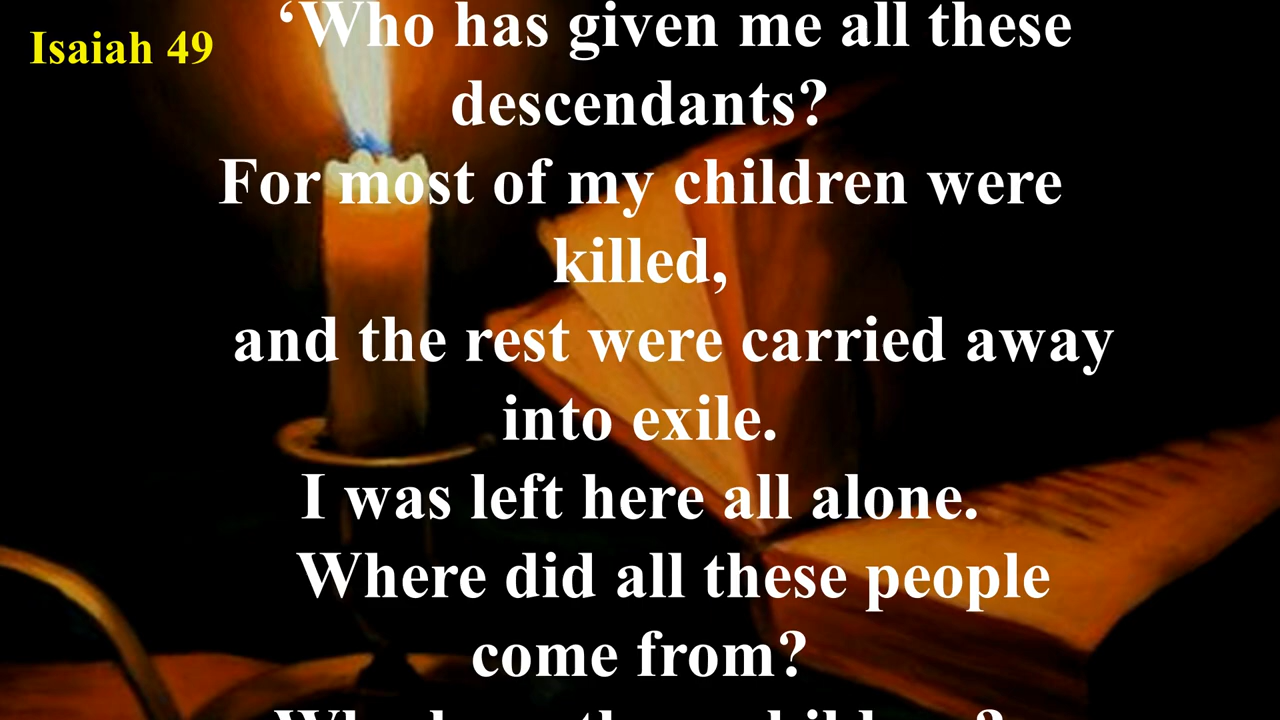 Isaiah 49
‘Who has given me all these
descendants?
For most of my children were
killed,
and the rest were carried away
into exile.
I was left here all alone.
Where did all these people
come from?